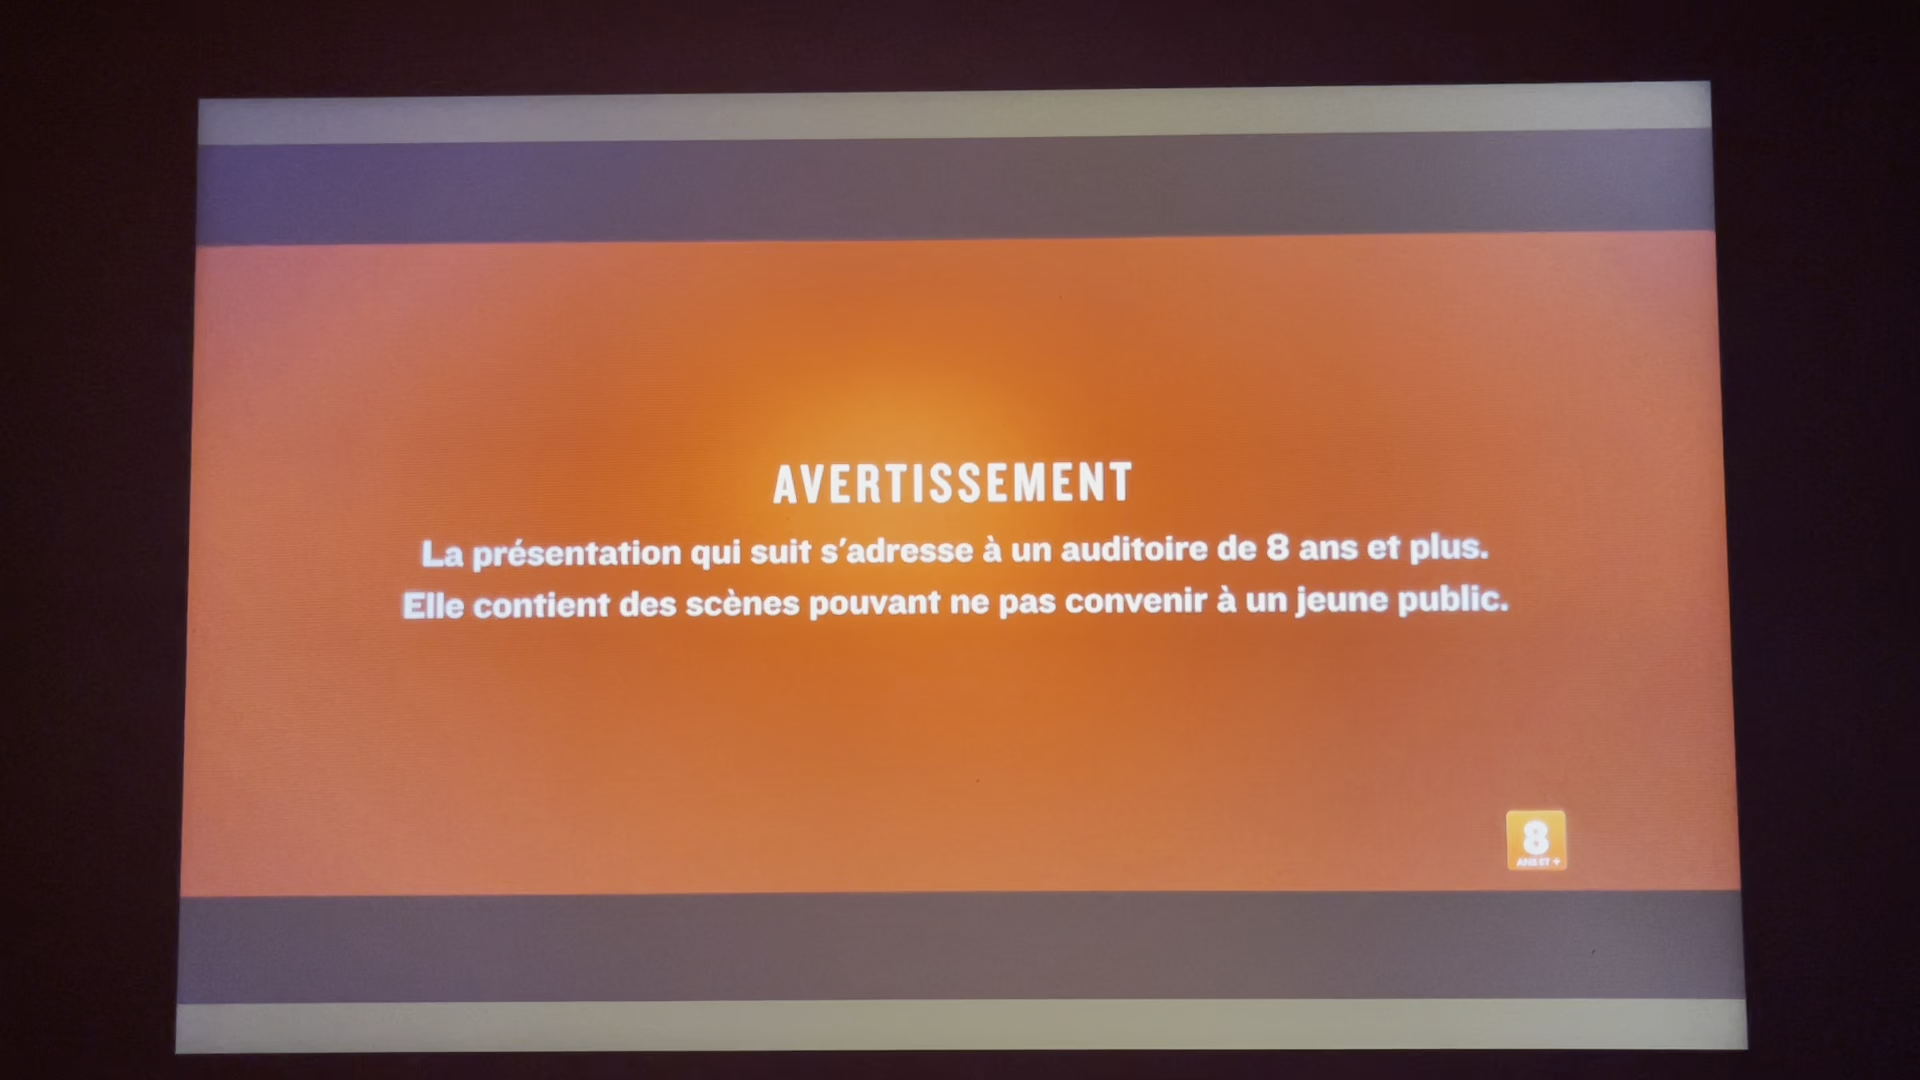 AVERTISSEMENT
La présentation qui suit s'adresse à un auditoire de 8 ans et plus.
Elle contient des scènes pouvant ne pas convenir à un jeune public.
8
ANS ET +